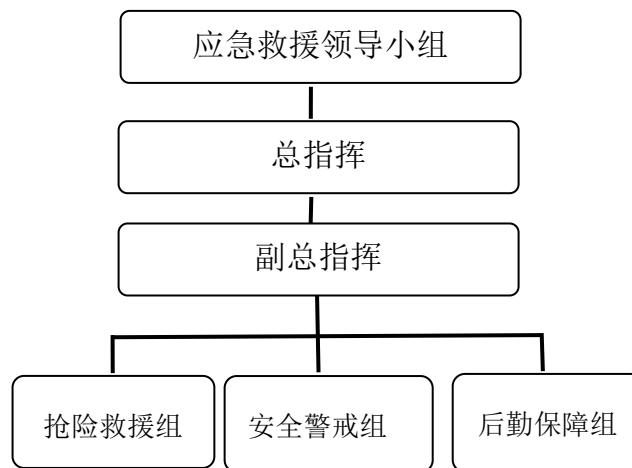 应急救援领导小组
总指挥
副总指挥
抢险救援组
安全警戒组
后勤保障组